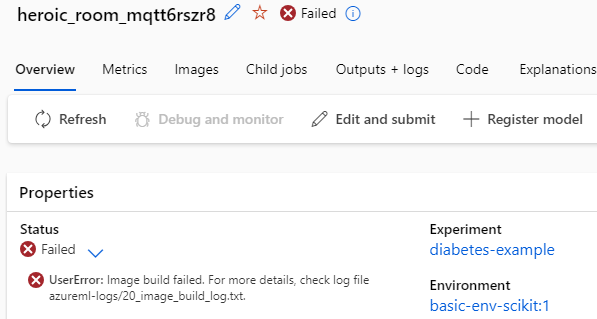 heroic_room_mqtt6rszr8 Failed
Overview Metrics Images Child jobs Outputs + logs Code Explanations
Refresh Debug and monitor Edit and submit Register model
Properties
Status
Failed
UserError: Image build failed. For more details, check log file
azureml-logs/20_image_build_log.txt.
Experiment
diabetes-example
Environment
basic-env-scikit:1